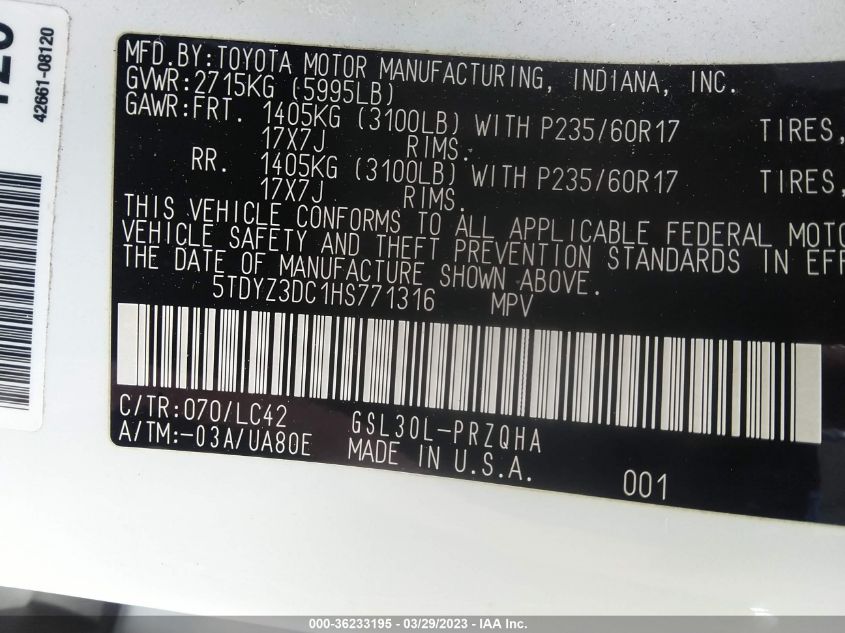 42661-08120
MFD.BY:TOYOTA MOTOR MANUFACTURING, INDIANA, INC.
GVWR:2715KG (5995LB)
GAWR:FRT. 1405KG (3100LB) WITH P235/60R17 TIRES,
17X7J RIMS.
RR. 1405KG (3100LB) WITH P235/60R17 TIRES,
17X7J RIMS.
THIS VEHICLE CONFORMS TO ALL APPLICABLE FEDERAL MOTO
VEHICLE SAFETY AND THEFT PREVENTION STANDARDS IN EFF
THE DATE OF MANUFACTURE SHOWN ABOVE.
5TDYZ3DC1HS771316 MPV
C/TR:070/LC42 GSL30L-PRZQHA
A/TM:-03A/UA80E MADE IN U.S.A.
001
000-36233195 - 03/29/2023 - IAA Inc.